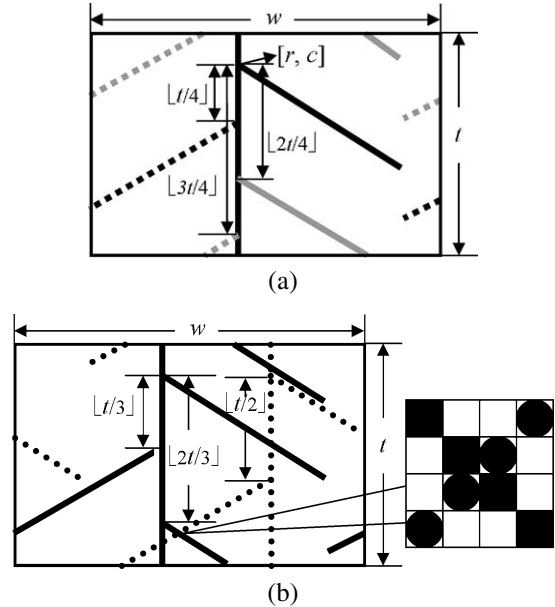 w
[r, c]
⌊t/4⌋
⌊2t/4⌋
t
⌊3t/4⌋
(a)
w
⌊t/3⌋
⌊t/2⌋
⌊2t/3⌋
t
(b)